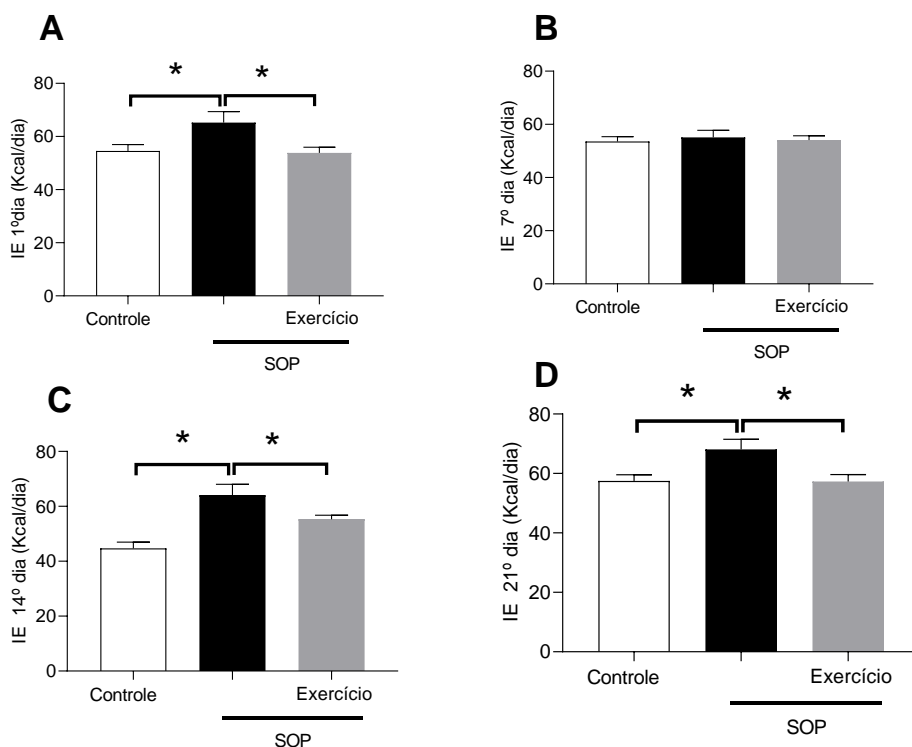 A
*
*
80
60
40
20
0
IE 1ºdia (Kcal/dia)
Controle
Exercício
SOP
B
80
60
40
20
0
IE 7º dia (Kcal/dia)
Controle
Exercício
SOP
C
*
*
80
60
40
20
0
IE 14º dia (Kcal/dia)
Controle
Exercício
SOP
D
*
*
80
60
40
20
0
IE 21º dia (Kcal/dia)
Controle
Exercício
SOP